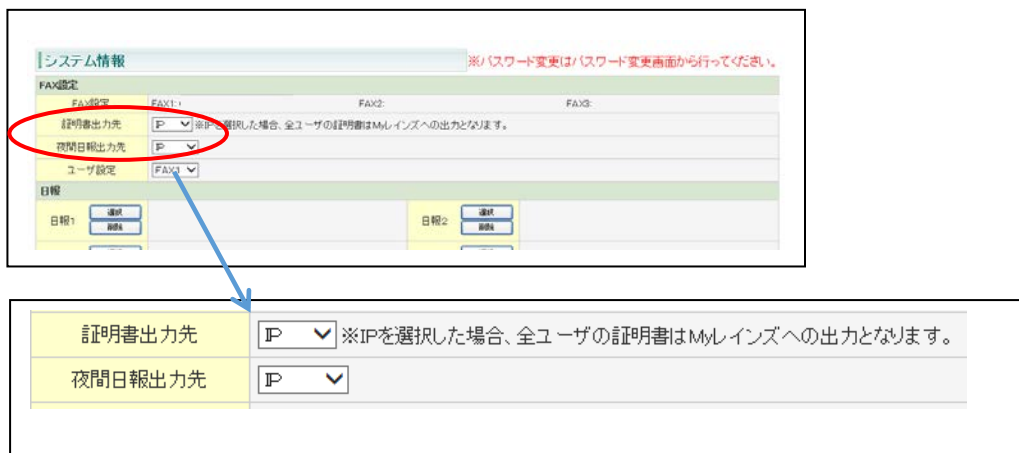 システム情報 ※パスワード変更はパスワード変更画面から行ってください。
FAX設定
FAX設定 FAX1: FAX2: FAX3:
証明書出力先 IP ※IPを選択した場合、全ユーザの証明書はMyレインズへの出力となります。
夜間日報出力先 IP
ユーザ設定 FAX1
日報
日報1 選択 日報2 選択
削除 削除
証明書出力先 IP ※IPを選択した場合、全ユーザの証明書はMyレインズへの出力となります。
夜間日報出力先 IP